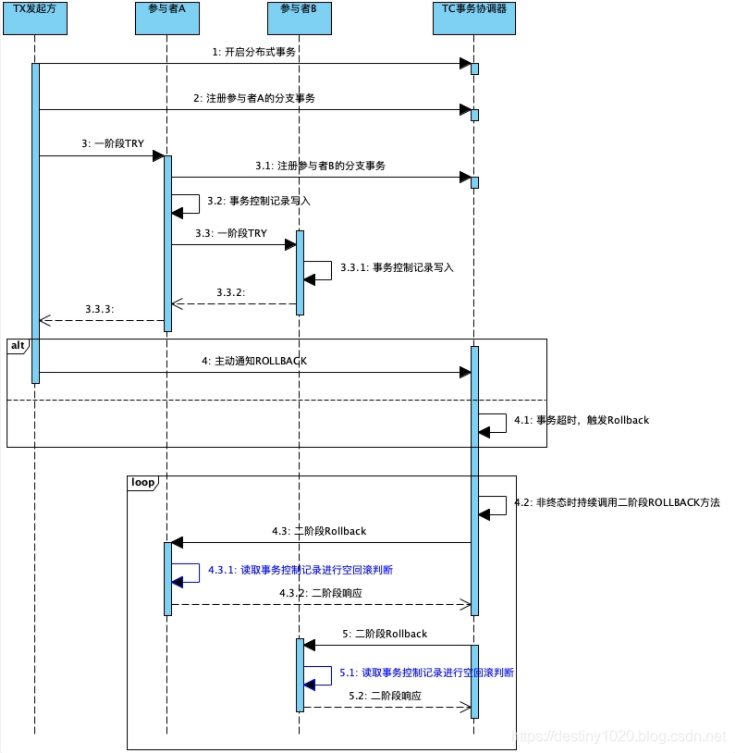 TX发起方
参与者A
参与者B
TC事务协调器
1: 开启分布式事务
2: 注册参与者A的分支事务
3: 一阶段TRY
3.1: 注册参与者B的分支事务
3.2: 事务控制记录写入
3.3: 一阶段TRY
3.3.1: 事务控制记录写入
3.3.2:
3.3.3:
alt
4: 主动通知ROLLBACK
4.1: 事务超时，触发Rollback
loop
4.2: 非终态时持续调用二阶段ROLLBACK方法
4.3: 二阶段Rollback
4.3.1: 读取事务控制记录进行空回滚判断
4.3.2: 二阶段响应
5: 二阶段Rollback
5.1: 读取事务控制记录进行空回滚判断
5.2: 二阶段响应
https://destiny1020.blog.csdn.net